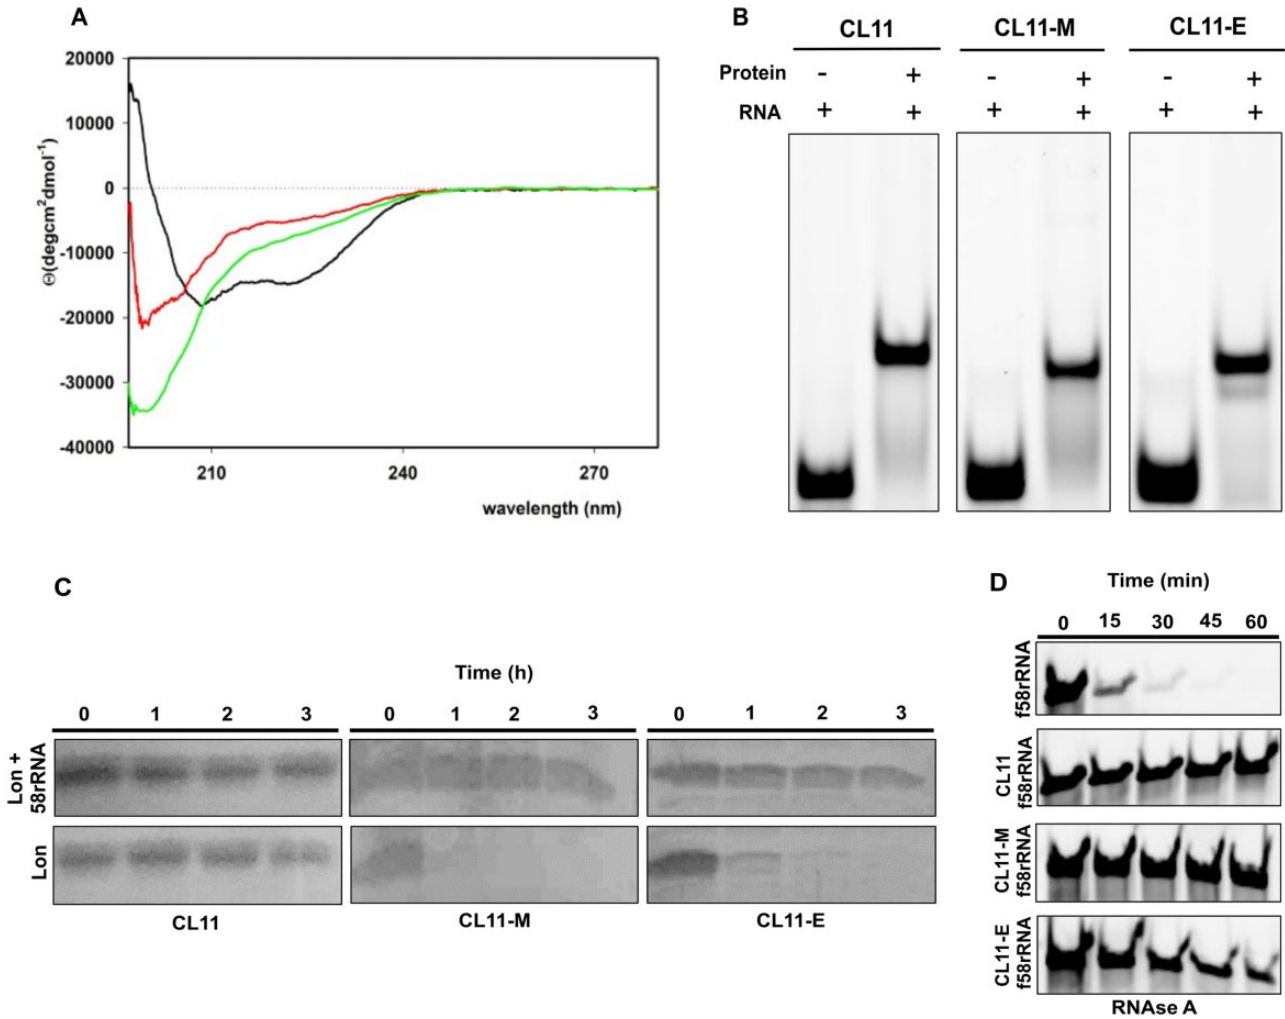 A
20000
10000
0
-10000
-20000
-30000
-40000
Θ(degcm²dmol⁻¹)
210 240 270
wavelength (nm)
B
CL11 CL11-M CL11-E
Protein - + - + - +
RNA + + + + + +
C
Time (h)
0 1 2 3 0 1 2 3 0 1 2 3
Lon +
58rRNA
Lon
CL11 CL11-M CL11-E
D
Time (min)
0 15 30 45 60
f58rRNA
CL11
f58rRNA
CL11-M
f58rRNA
CL11-E
f58rRNA
RNAse A